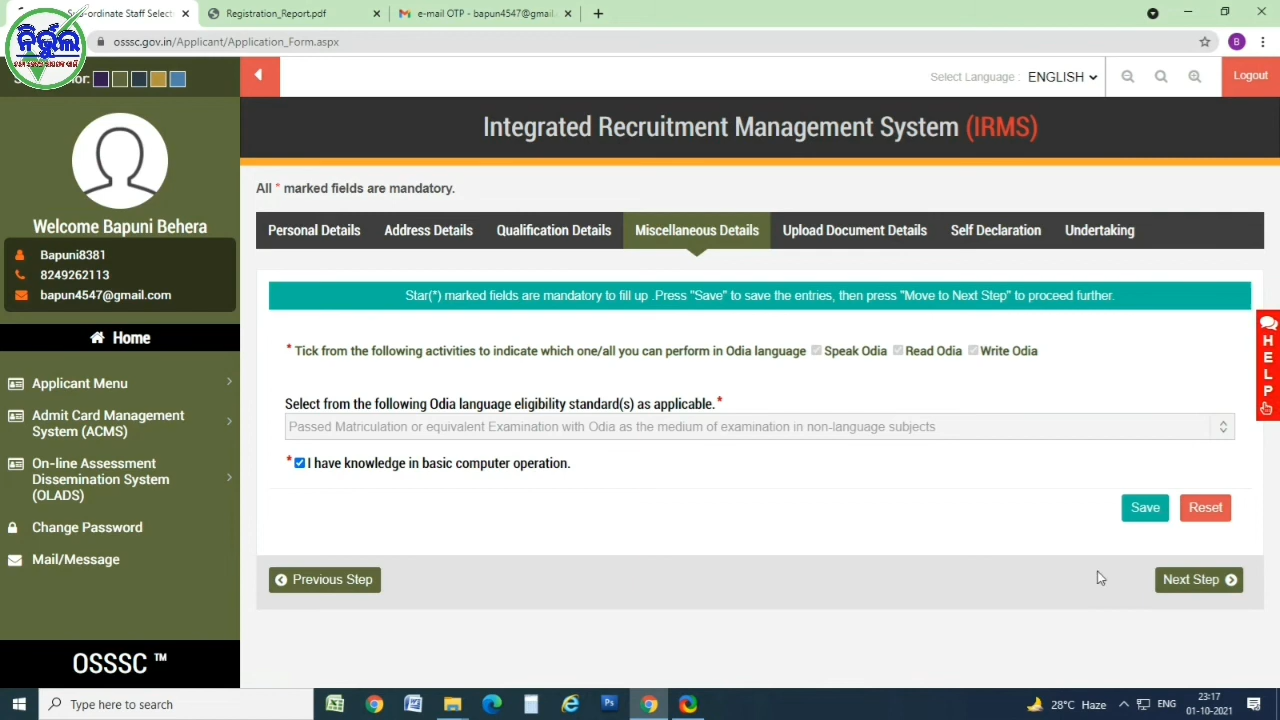 Sub-ordinate Staff Select
Registration_Report.pdf
e-mail OTP - bapun4547@gmail.
osssc.gov.in/Applicant/Application_Form.aspx
B
ନିର୍ଭୁଲ
or:
Select Language :
ENGLISH
Logout
Integrated Recruitment Management System (IRMS)
Welcome Bapuni Behera
Bapuni8381
8249262113
bapun4547@gmail.com
Home
Applicant Menu
Admit Card Management
System (ACMS)
On-line Assessment
Dissemination System
(OLADS)
Change Password
Mail/Message
OSSSC ™
All * marked fields are mandatory.
Personal Details
Address Details
Qualification Details
Miscellaneous Details
Upload Document Details
Self Declaration
Undertaking
Star(*) marked fields are mandatory to fill up .Press "Save" to save the entries, then press "Move to Next Step" to proceed further.
* Tick from the following activities to indicate which one/all you can perform in Odia language Speak Odia Read Odia Write Odia
Select from the following Odia language eligibility standard(s) as applicable. *
Passed Matriculation or equivalent Examination with Odia as the medium of examination in non-language subjects
* I have knowledge in basic computer operation.
Save
Reset
Previous Step
Next Step
HELP
Type here to search
28°C Haze
ENG
23:17
01-10-2021